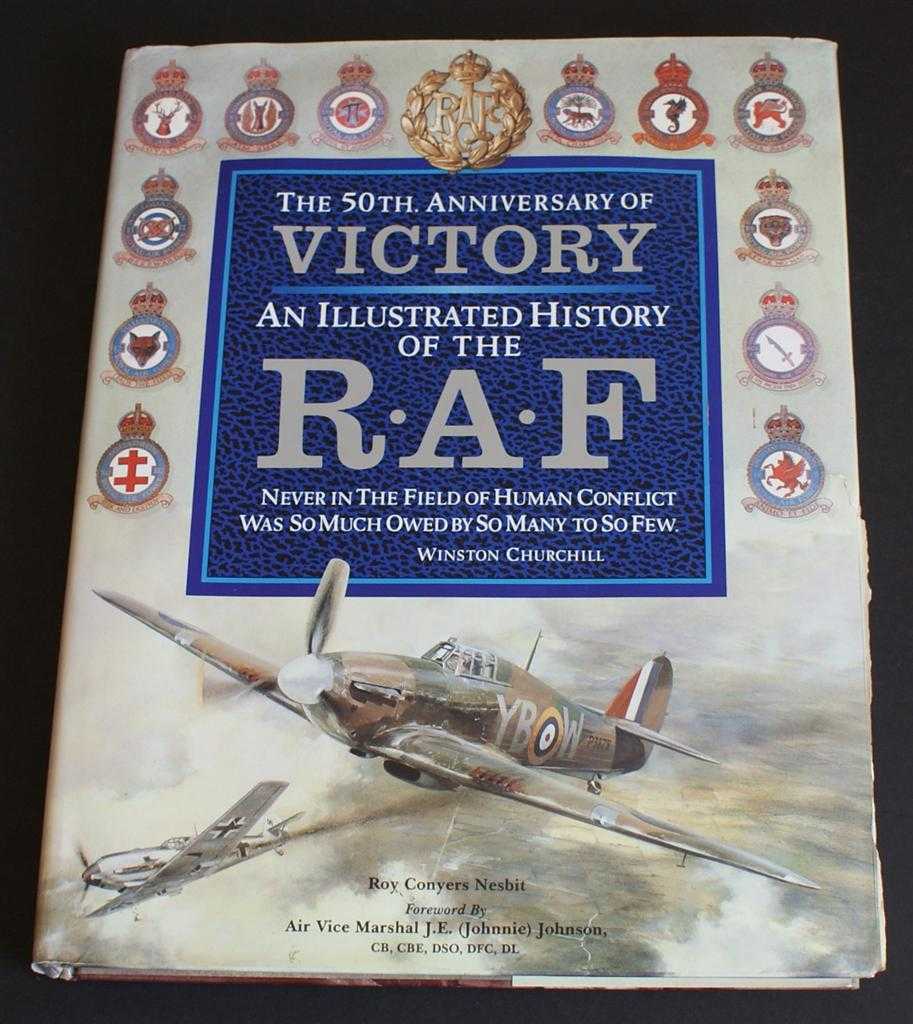 RAF
THE 50TH. ANNIVERSARY OF
VICTORY
AN ILLUSTRATED HISTORY
OF THE
R·A·F
NEVER IN THE FIELD OF HUMAN CONFLICT
WAS SO MUCH OWED BY SO MANY TO SO FEW.
WINSTON CHURCHILL
YB W
Roy Conyers Nesbit
Foreword By
Air Vice Marshal J.E. (Johnnie) Johnson,
CB, CBE, DSO, DFC, DL